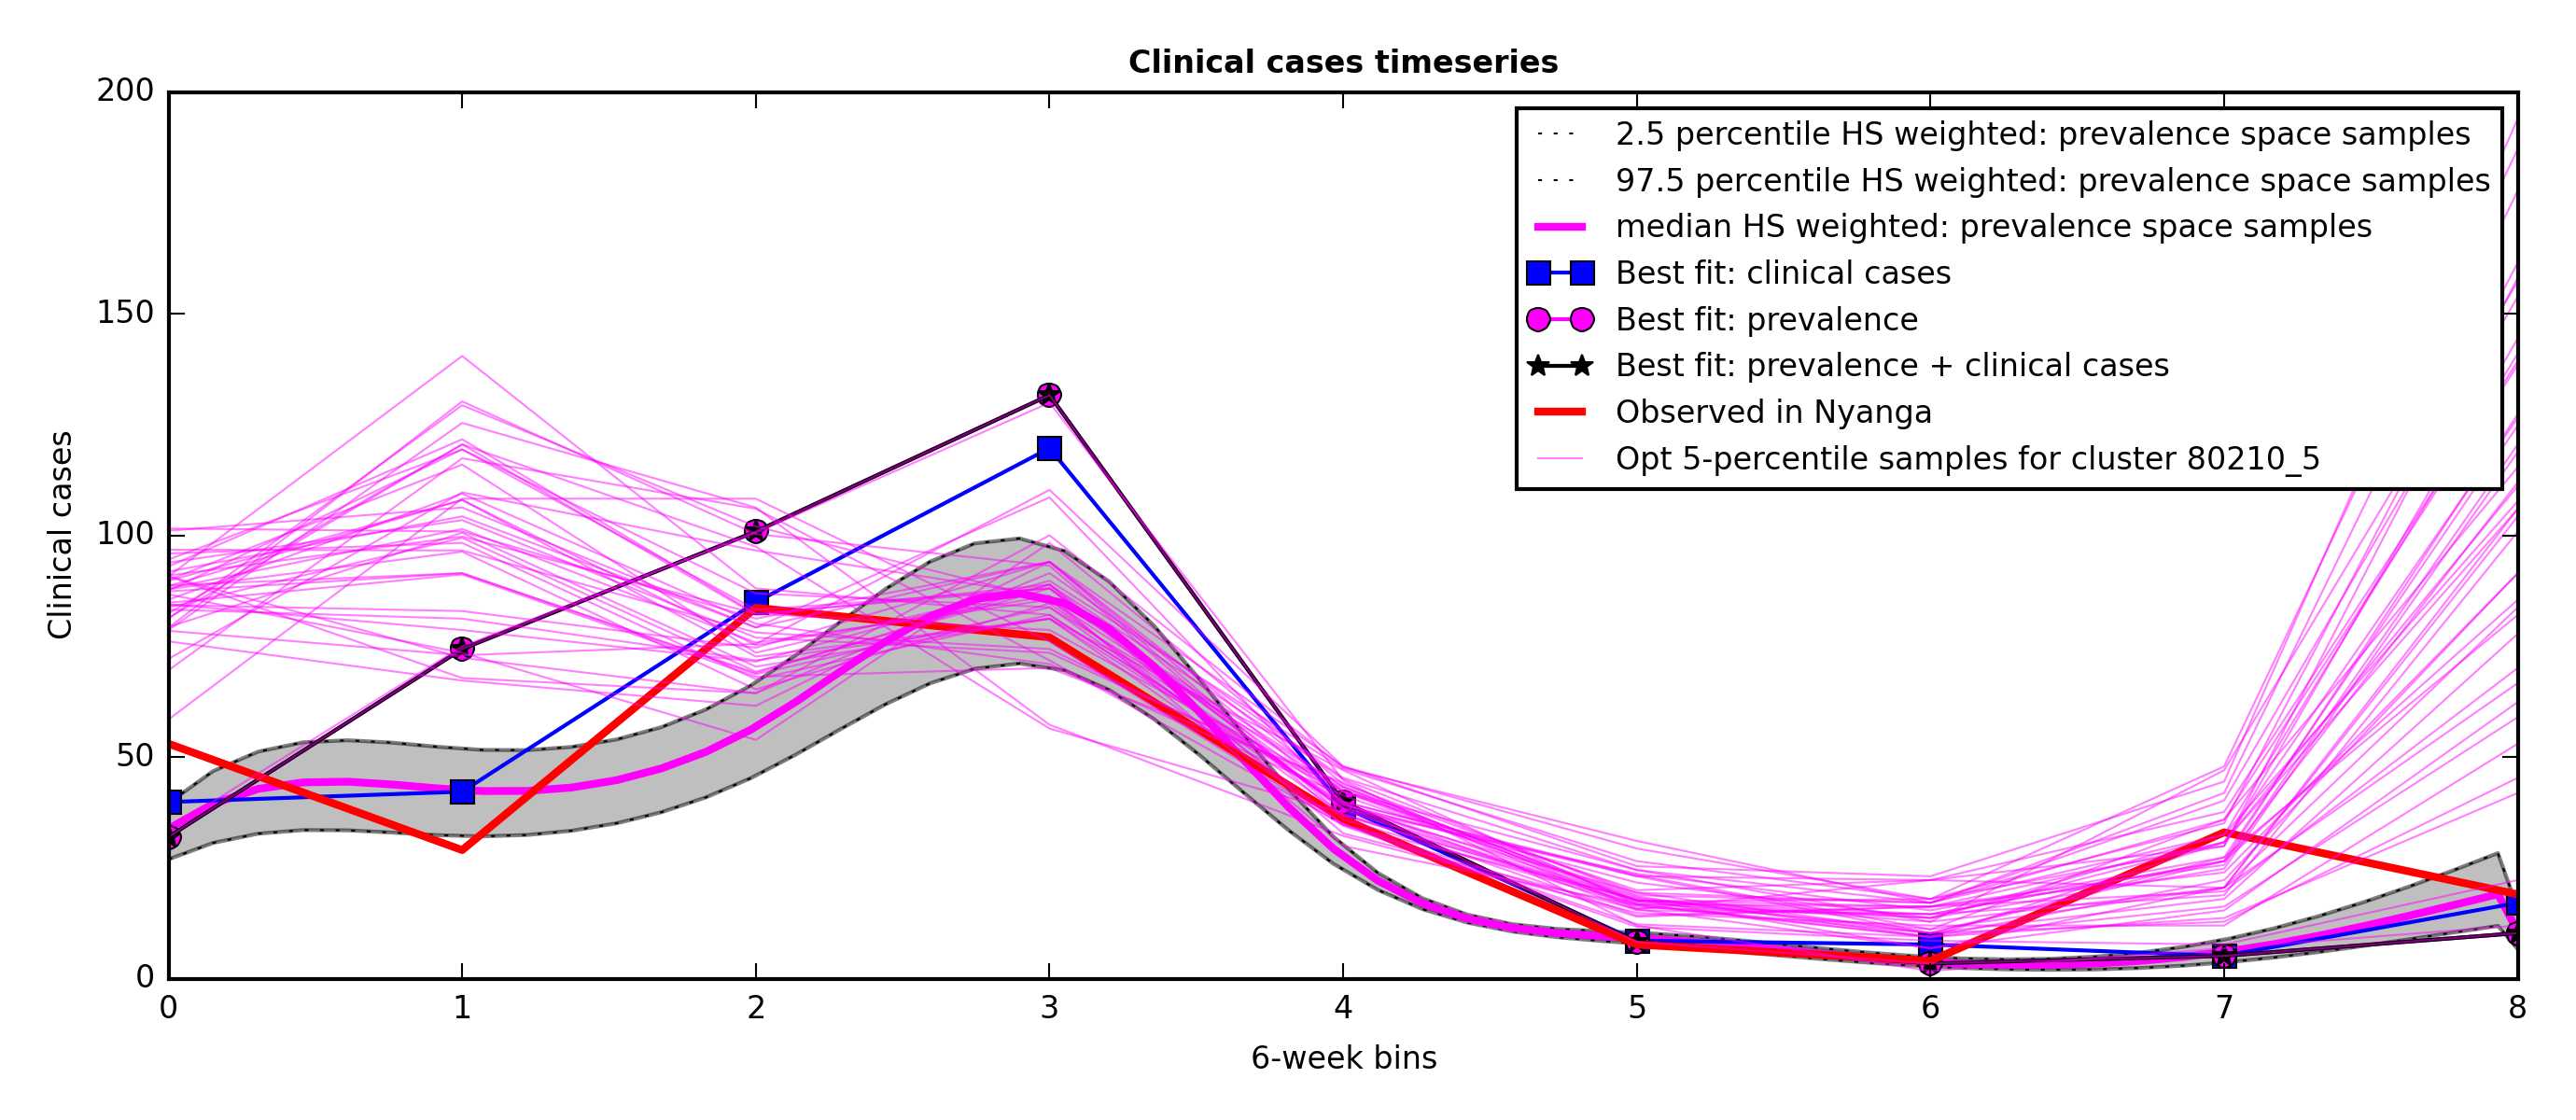 Clinical cases timeseries
200
150
100
50
0
Clinical cases
2.5 percentile HS weighted: prevalence space samples
97.5 percentile HS weighted: prevalence space samples
median HS weighted: prevalence space samples
Best fit: clinical cases
Best fit: prevalence
Best fit: prevalence + clinical cases
Observed in Nyanga
Opt 5-percentile samples for cluster 80210_5
0 1 2 3 4 5 6 7 8
6-week bins